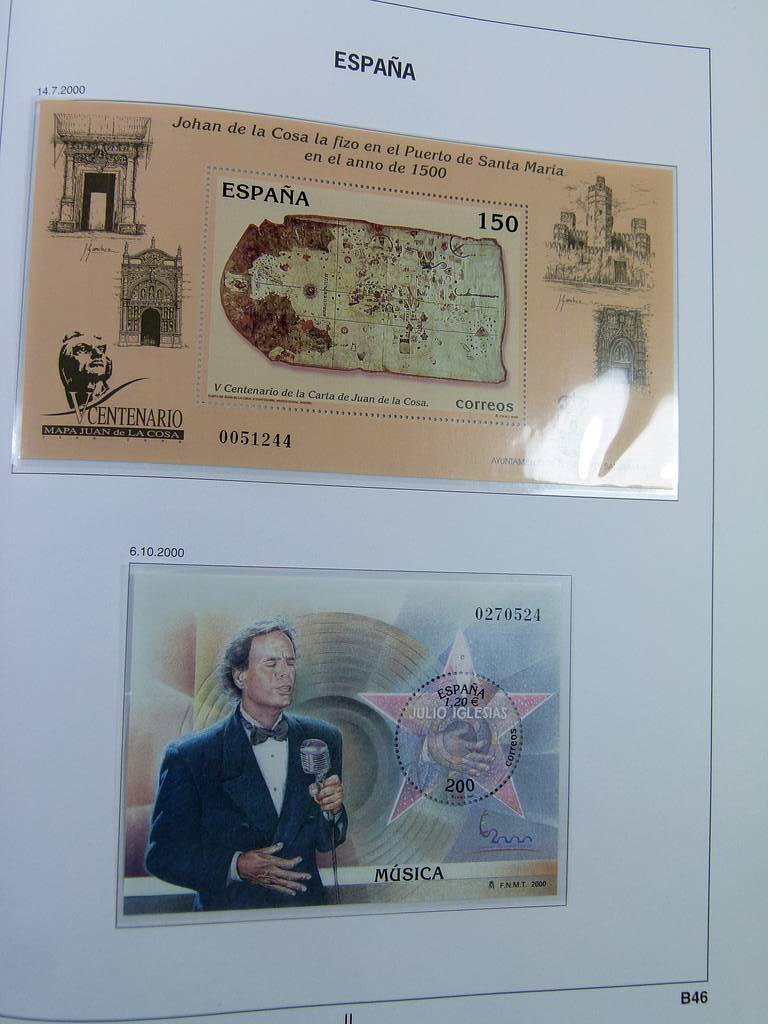 ESPAÑA
14.7.2000
Johan de la Cosa la fizo en el Puerto de Santa Maria
en el anno de 1500
ESPAÑA
150
V Centenario de la Carta de Juan de la Cosa.
correos
V CENTENARIO
MAPA JUAN de LA COSA
0051244
6.10.2000
0270524
ESPAÑA
1,20 €
JULIO IGLESIAS
correos
200
MÚSICA
F.N.M.T. 2000
B46